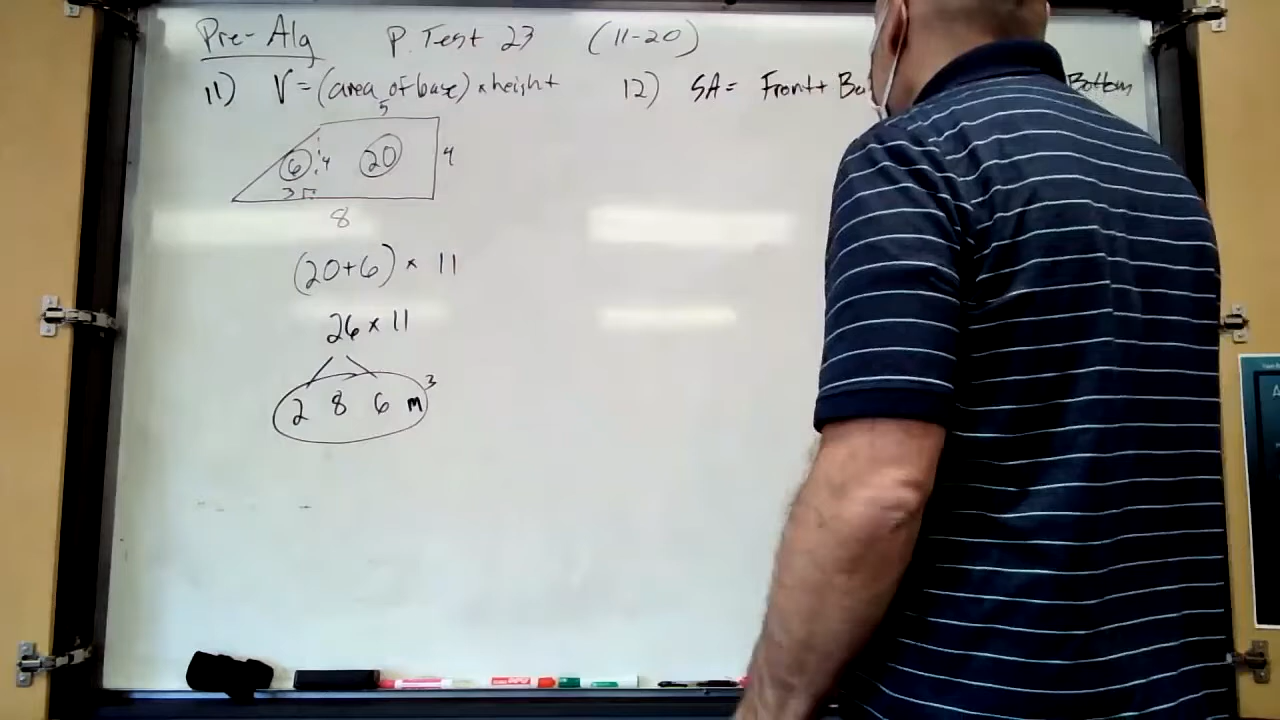 Pre-Alg P. Test 23 (11-20)
11) V = (area of base) × height
12) SA = Front + Bottom
5
6 4 20 4
3
8
(20+6) × 11
26 × 11
2 8 6 m³